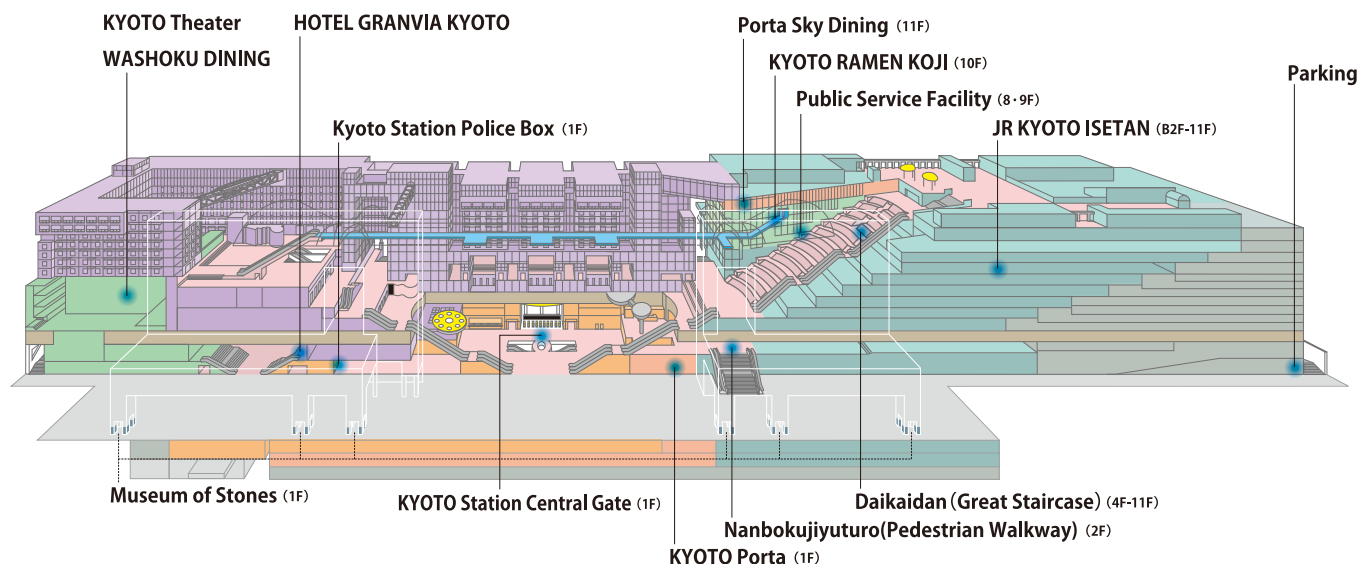 KYOTO Theater
WASHOKU DINING
HOTEL GRANVIA KYOTO
Kyoto Station Police Box (1F)
Porta Sky Dining (11F)
KYOTO RAMEN KOJI (10F)
Public Service Facility (8・9F)
JR KYOTO ISETAN (B2F-11F)
Parking
Museum of Stones (1F)
KYOTO Station Central Gate (1F)
Daikaidan(Great Staircase) (4F-11F)
Nanbokujiyuturo(Pedestrian Walkway) (2F)
KYOTO Porta (1F)